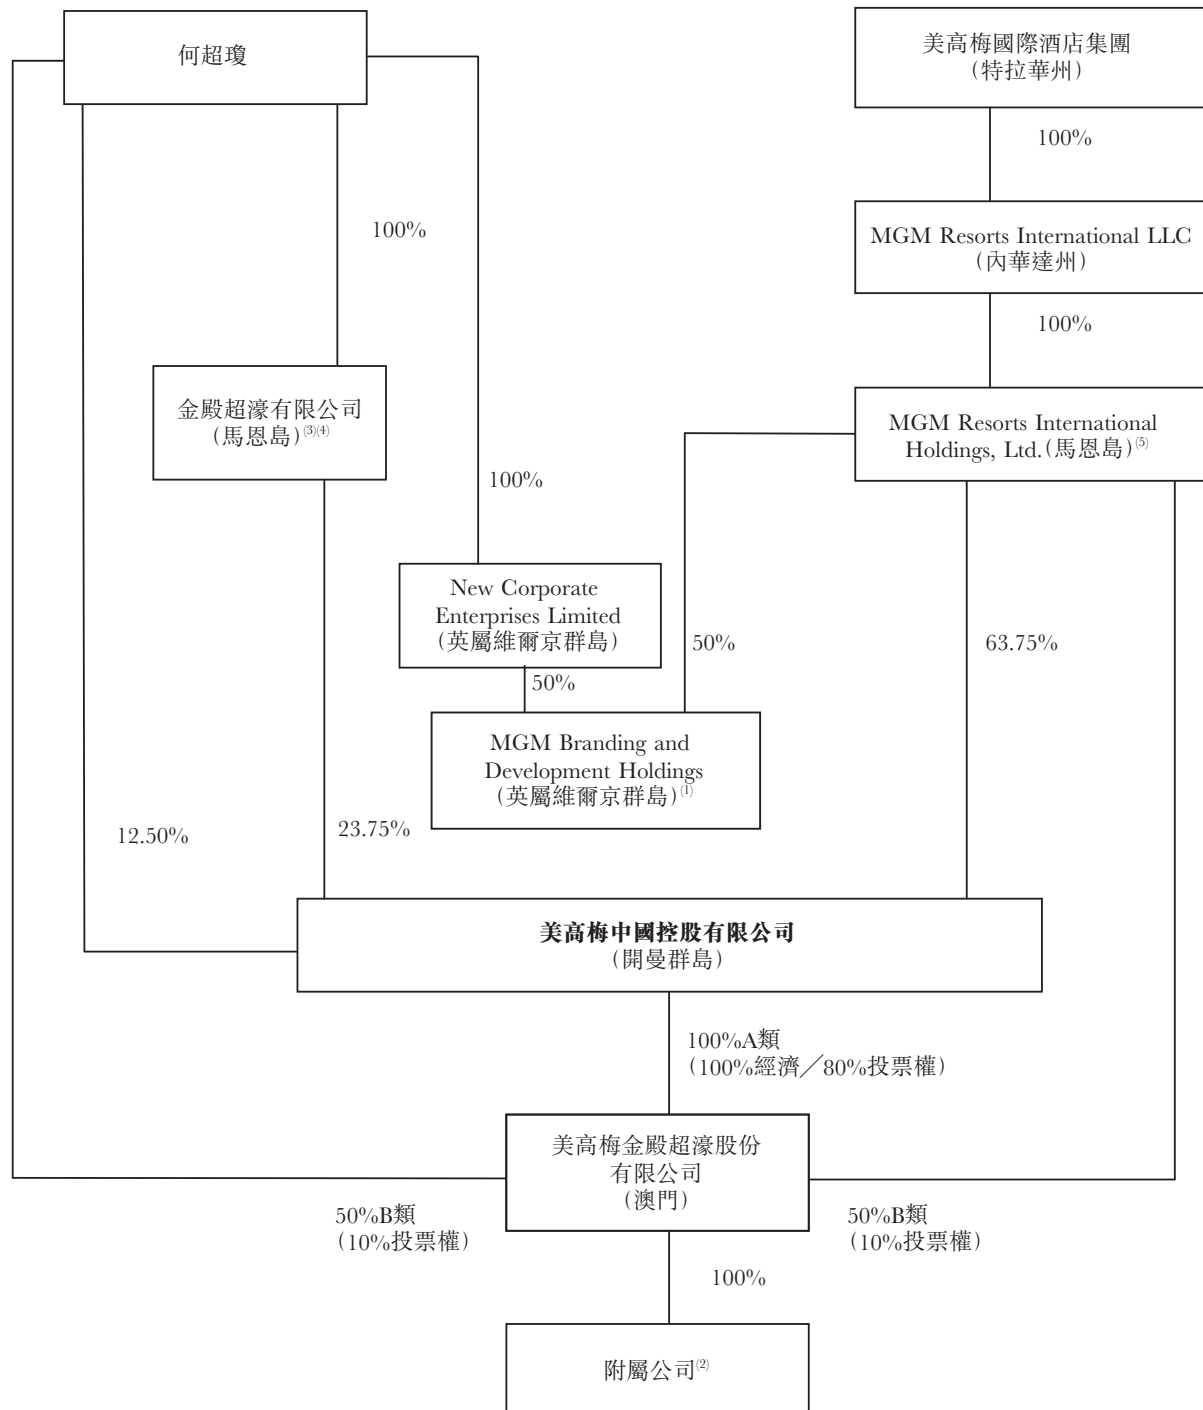 何超瓊
美高梅國際酒店集團
(特拉華州)
100%
MGM Resorts International LLC
(內華達州)
100%
100%
金殿超濠有限公司
(馬恩島)(3)(4)
MGM Resorts International
Holdings, Ltd.(馬恩島)(5)
100%
New Corporate
Enterprises Limited
(英屬維爾京群島)
50%
63.75%
50%
MGM Branding and
Development Holdings
(英屬維爾京群島)(1)
12.50%
23.75%
美高梅中國控股有限公司
(開曼群島)
100%A類
(100%經濟／80%投票權)
美高梅金殿超濠股份
有限公司
(澳門)
50%B類
(10%投票權)
50%B類
(10%投票權)
100%
附屬公司(2)